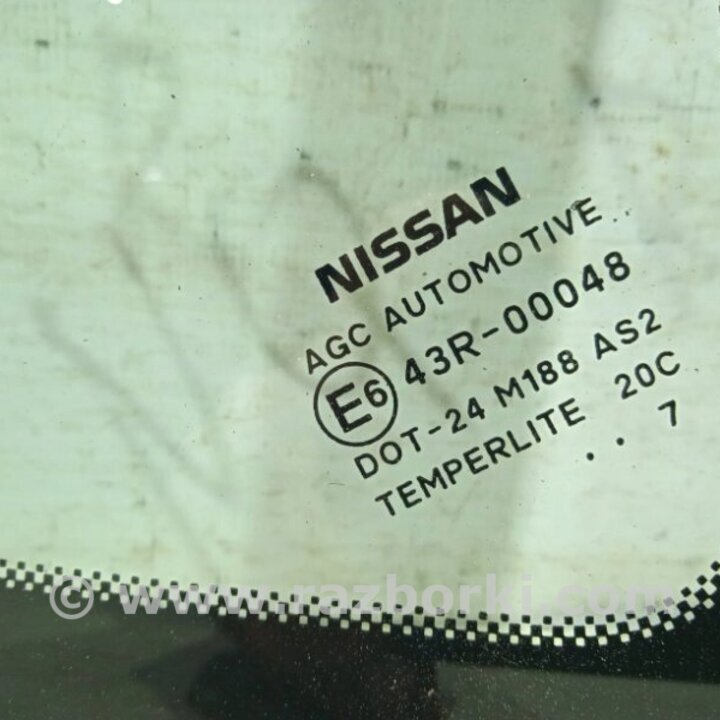 NISSAN
AGC AUTOMOTIVE..
E6 43R-00048
DOT-24 M188 AS2
TEMPERLITE 20C
.. 7
© www.razborki.com